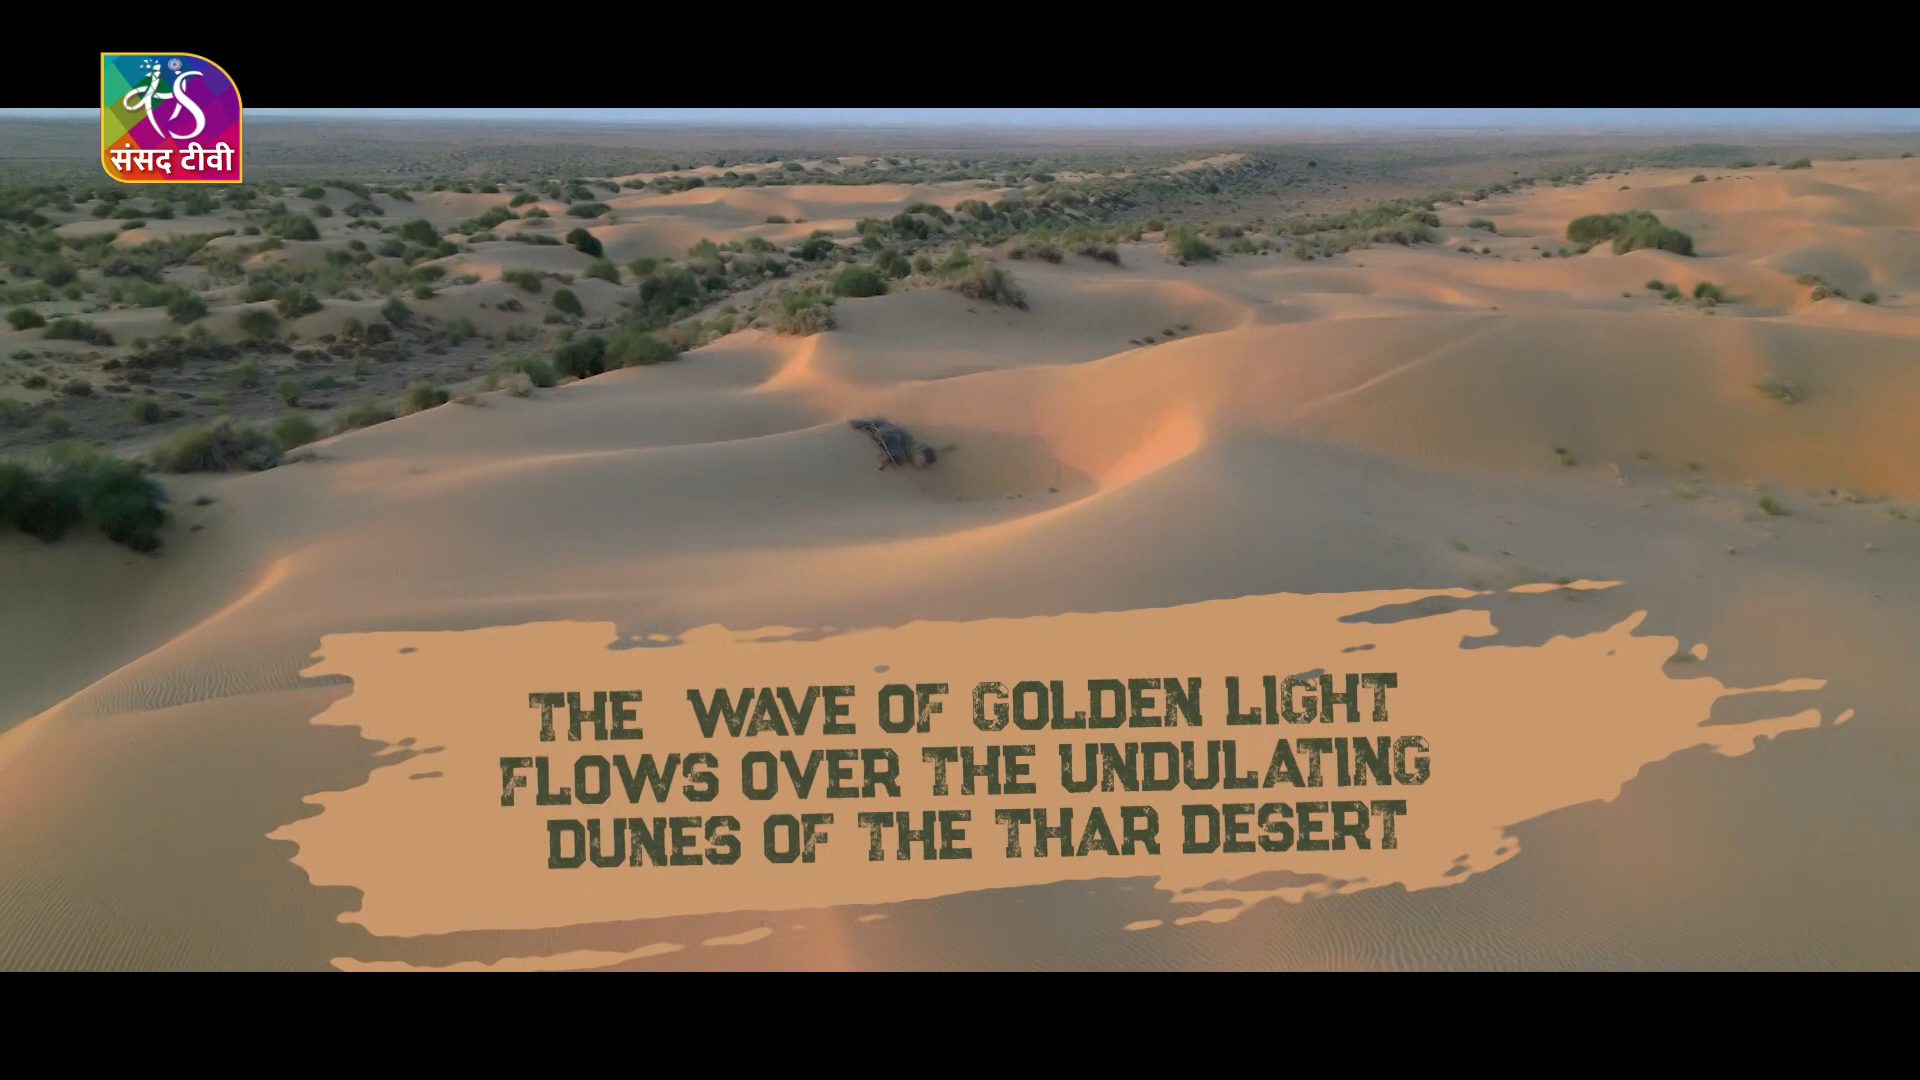 संसद टीवी
THE WAVE OF GOLDEN LIGHT
FLOWS OVER THE UNDULATING
DUNES OF THE THAR DESERT